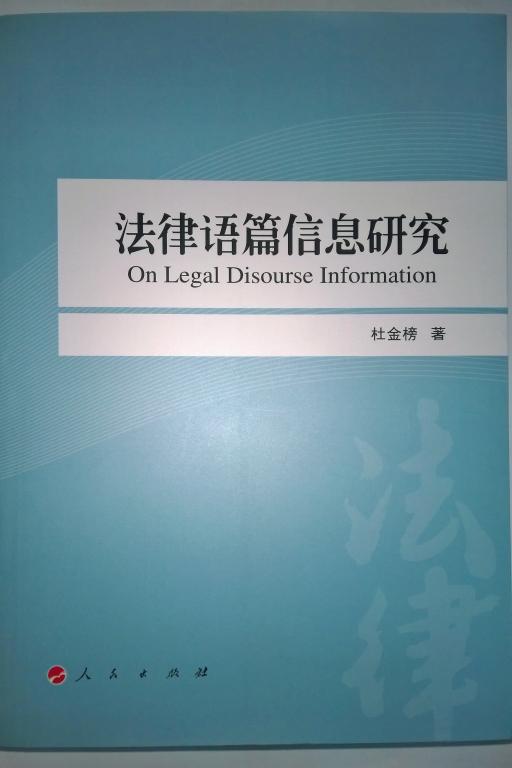 法律语篇信息研究
On Legal Disourse Information
杜金榜 著
法律
人民出版社